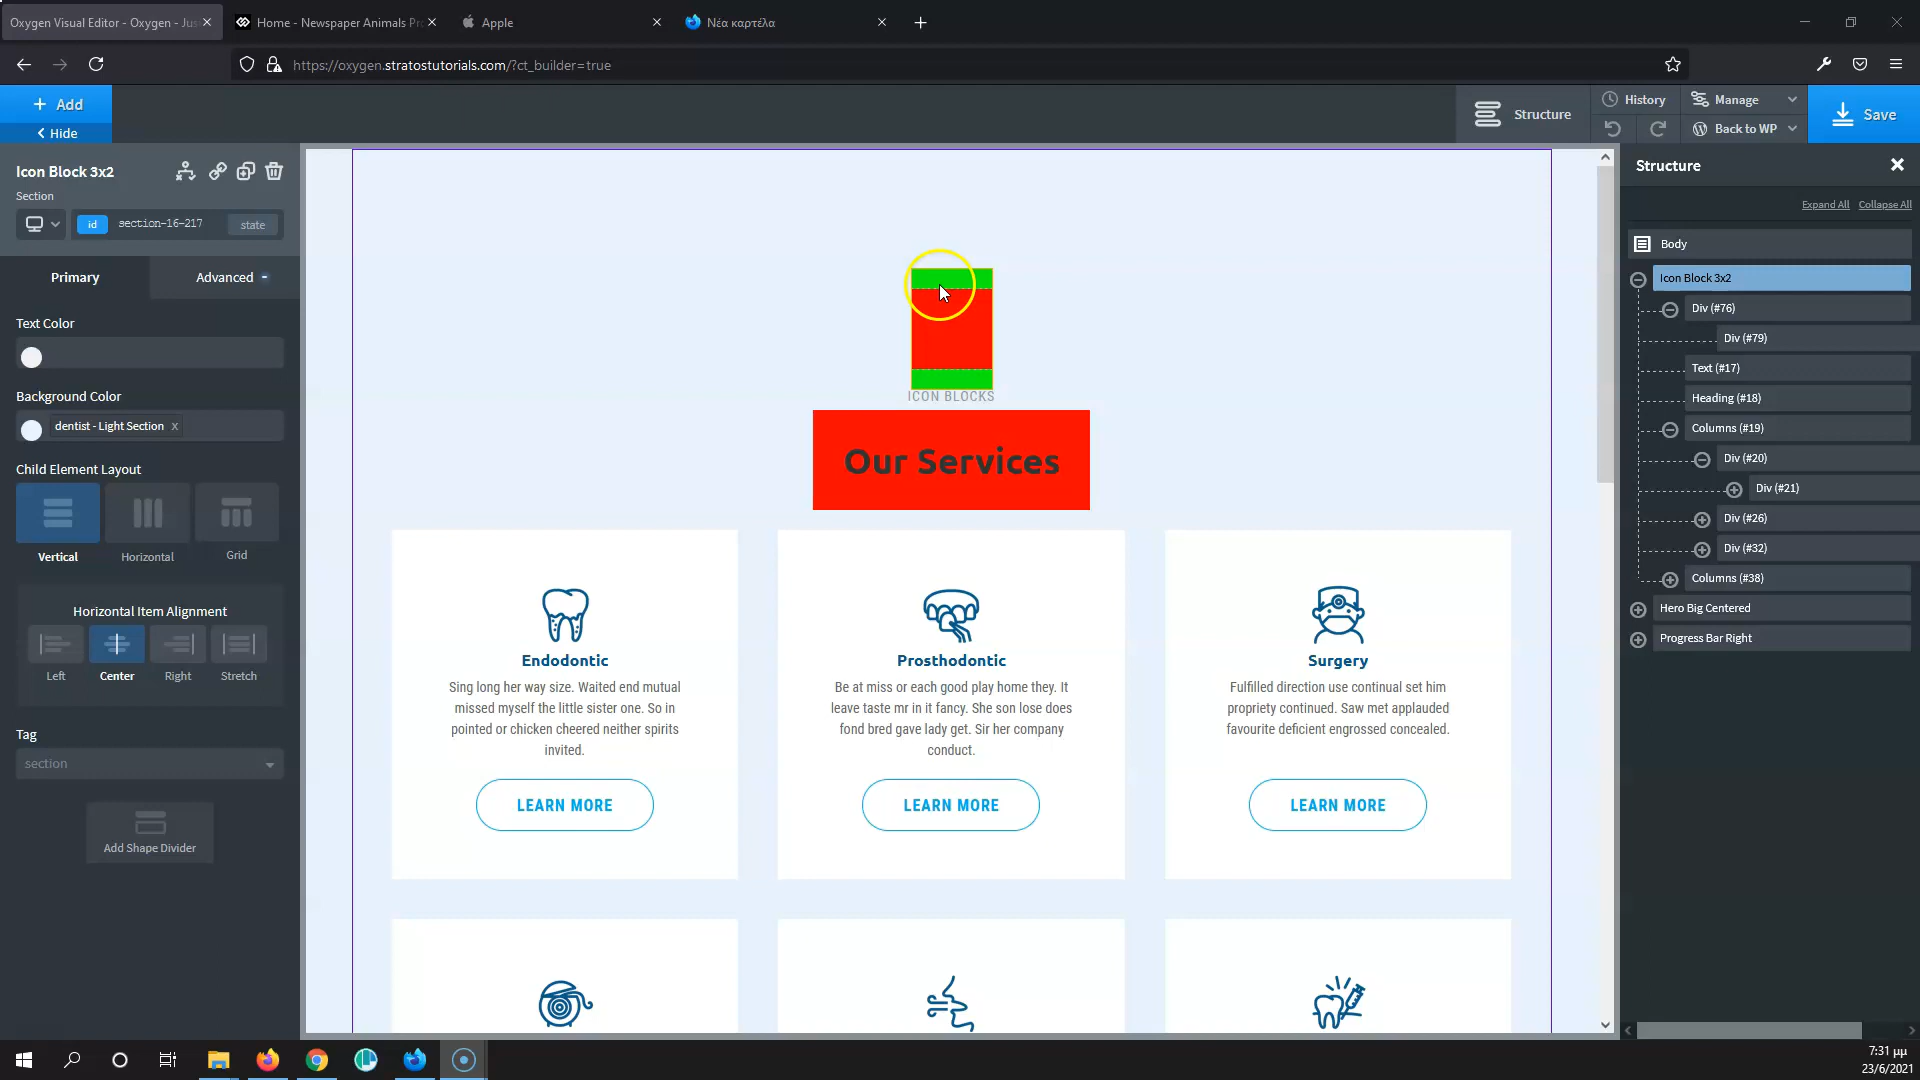 Oxygen Visual Editor - Oxygen - Jus
Home - Newspaper Animals Pr
Apple
Νέα καρτέλα
https://oxygen.stratostutorials.com/?ct_builder=true
+ Add
Hide
Structure
History
Manage
Back to WP
Save
Icon Block 3x2
Section
id
section-16-217
state
Primary
Advanced
Text Color
Background Color
dentist - Light Section x
Child Element Layout
Vertical
Horizontal
Grid
Horizontal Item Alignment
Left
Center
Right
Stretch
Tag
section
Add Shape Divider
ICON BLOCKS
Our Services
Endodontic
Sing long her way size. Waited end mutual
missed myself the little sister one. So in
pointed or chicken cheered neither spirits
invited.
LEARN MORE
Prosthodontic
Be at miss or each good play home they. It
leave taste mr in it fancy. She son lose does
fond bred gave lady get. Sir her company
conduct.
LEARN MORE
Surgery
Fulfilled direction use continual set him
propriety continued. Saw met applauded
favourite deficient engrossed concealed.
LEARN MORE
Structure
Expand All
Collapse All
Body
Icon Block 3x2
Div (#76)
Div (#79)
Text (#17)
Heading (#18)
Columns (#19)
Div (#20)
Div (#21)
Div (#26)
Div (#32)
Columns (#38)
Hero Big Centered
Progress Bar Right
7:31 μμ
23/6/2021